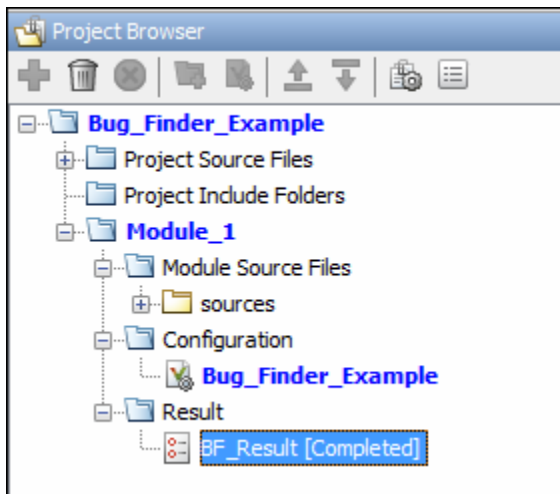 Project Browser
Bug_Finder_Example
Project Source Files
Project Include Folders
Module_1
Module Source Files
sources
Configuration
Bug_Finder_Example
Result
BF_Result [Completed]